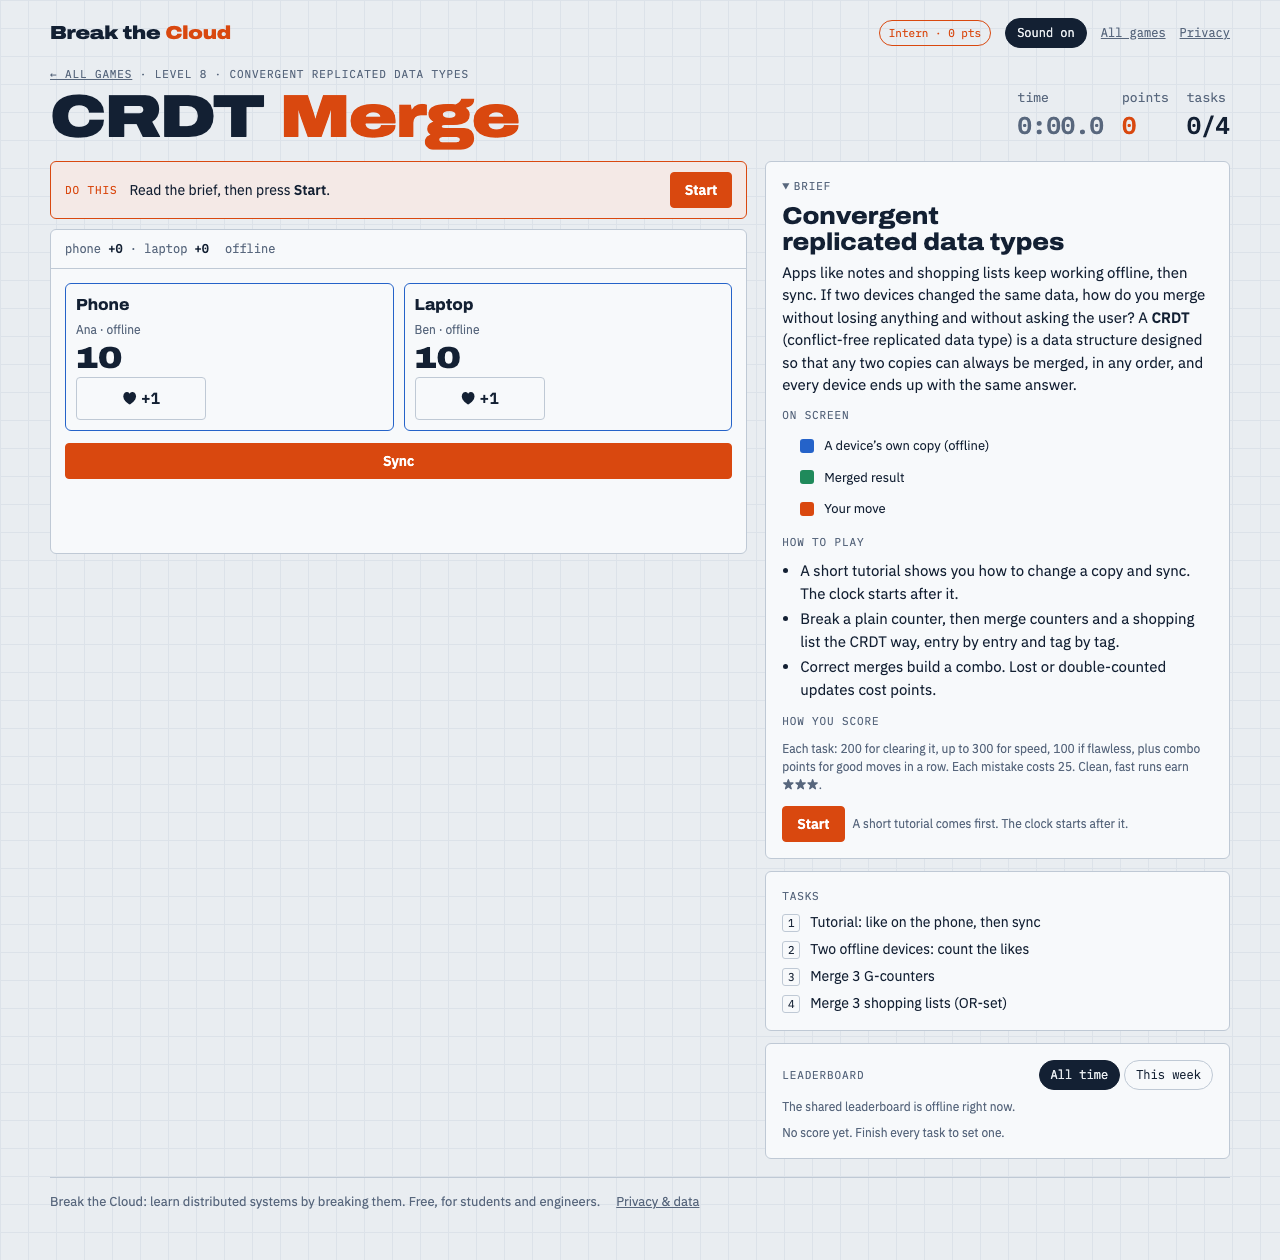 Break the Cloud
Intern · 0 pts
Sound on
All games
Privacy
← ALL GAMES · LEVEL 8 · CONVERGENT REPLICATED DATA TYPES
CRDT Merge
time
0:00.0
points
0
tasks
0/4
DO THIS Read the brief, then press Start.
Start
phone +0 · laptop +0 offline
Phone
Ana · offline
10
♥ +1
Laptop
Ben · offline
10
♥ +1
Sync
▼ BRIEF
Convergent
replicated data types
Apps like notes and shopping lists keep working offline, then
sync. If two devices changed the same data, how do you merge
without losing anything and without asking the user? A CRDT
(conflict-free replicated data type) is a data structure designed
so that any two copies can always be merged, in any order, and
every device ends up with the same answer.
ON SCREEN
A device’s own copy (offline)
Merged result
Your move
HOW TO PLAY
• A short tutorial shows you how to change a copy and sync.
The clock starts after it.
• Break a plain counter, then merge counters and a shopping
list the CRDT way, entry by entry and tag by tag.
• Correct merges build a combo. Lost or double-counted
updates cost points.
HOW YOU SCORE
Each task: 200 for clearing it, up to 300 for speed, 100 if flawless, plus combo
points for good moves in a row. Each mistake costs 25. Clean, fast runs earn
★★★.
Start
A short tutorial comes first. The clock starts after it.
TASKS
1 Tutorial: like on the phone, then sync
2 Two offline devices: count the likes
3 Merge 3 G-counters
4 Merge 3 shopping lists (OR-set)
LEADERBOARD
All time
This week
The shared leaderboard is offline right now.
No score yet. Finish every task to set one.
Break the Cloud: learn distributed systems by breaking them. Free, for students and engineers.
Privacy & data